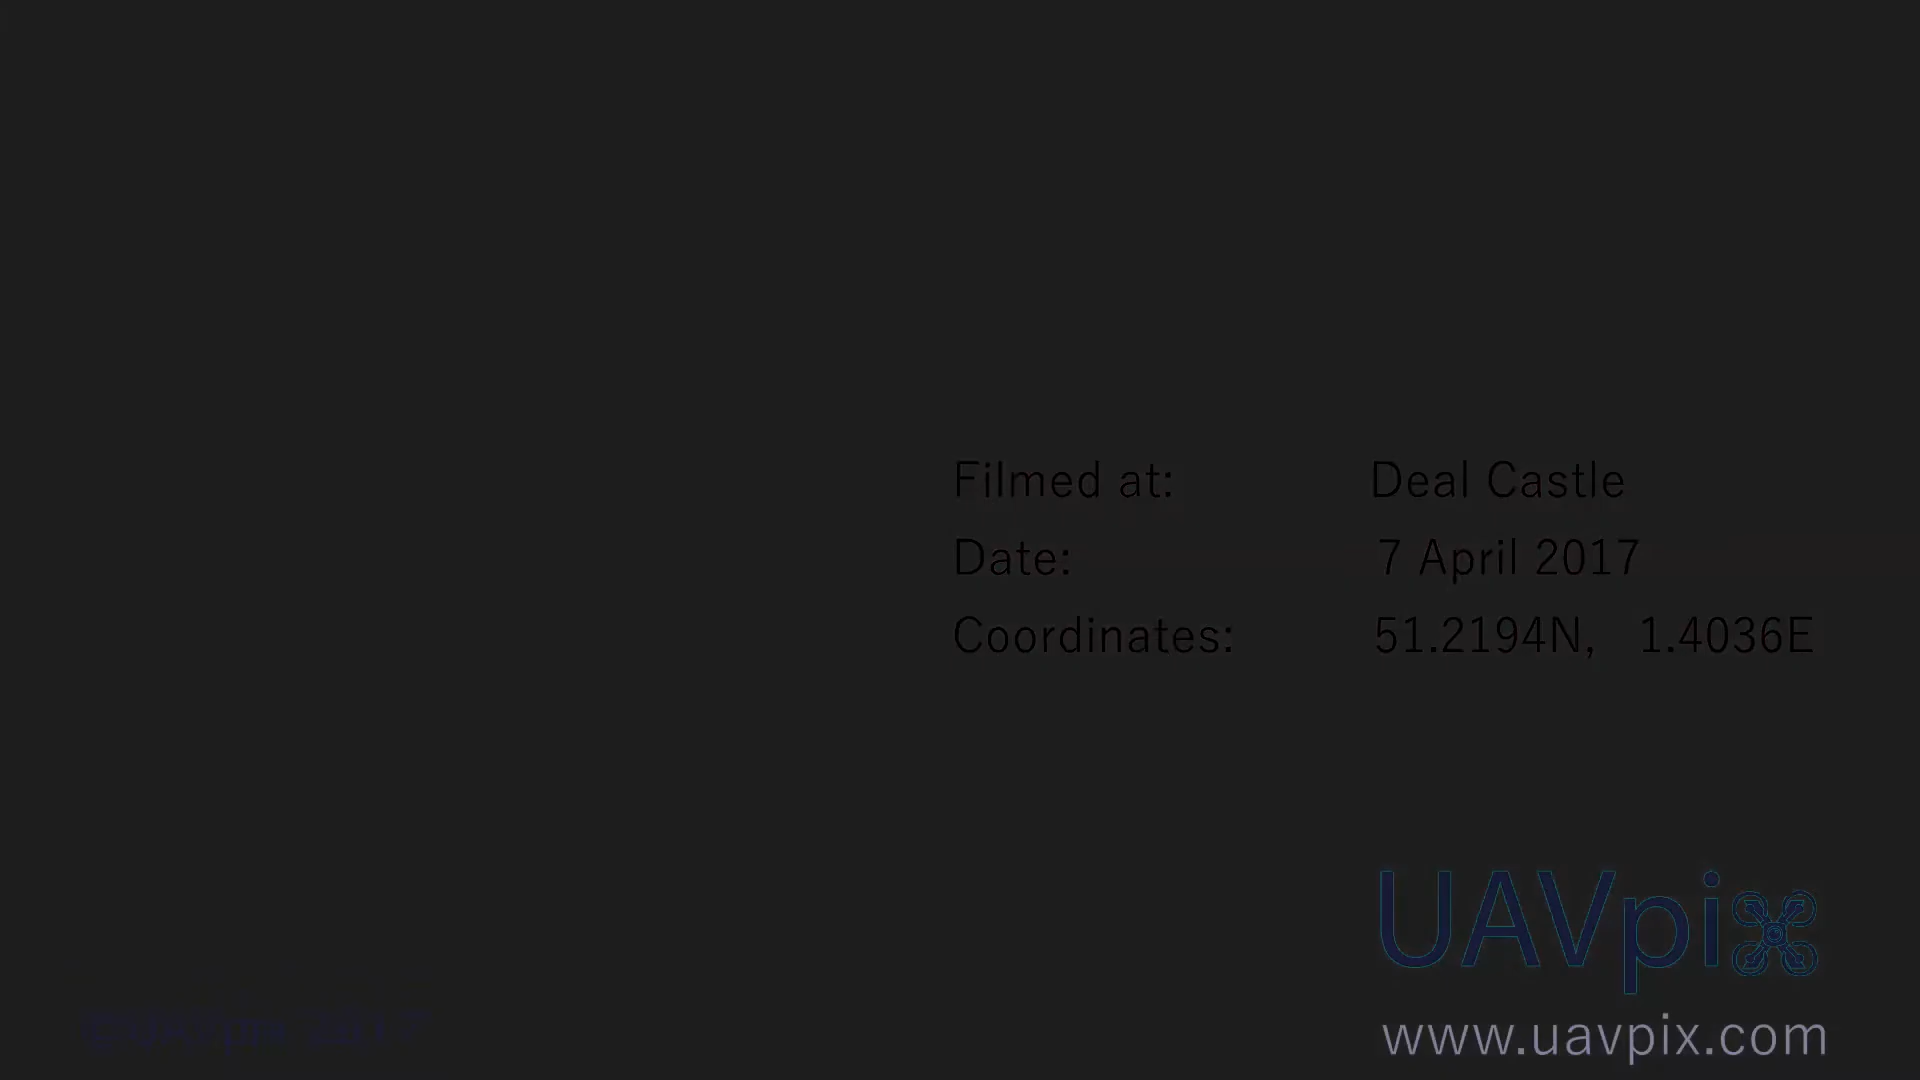 Filmed at: Deal Castle
Date: 7 April 2017
Coordinates: 51.2194N, 1.4036E
UAVpix
www.uavpix.com